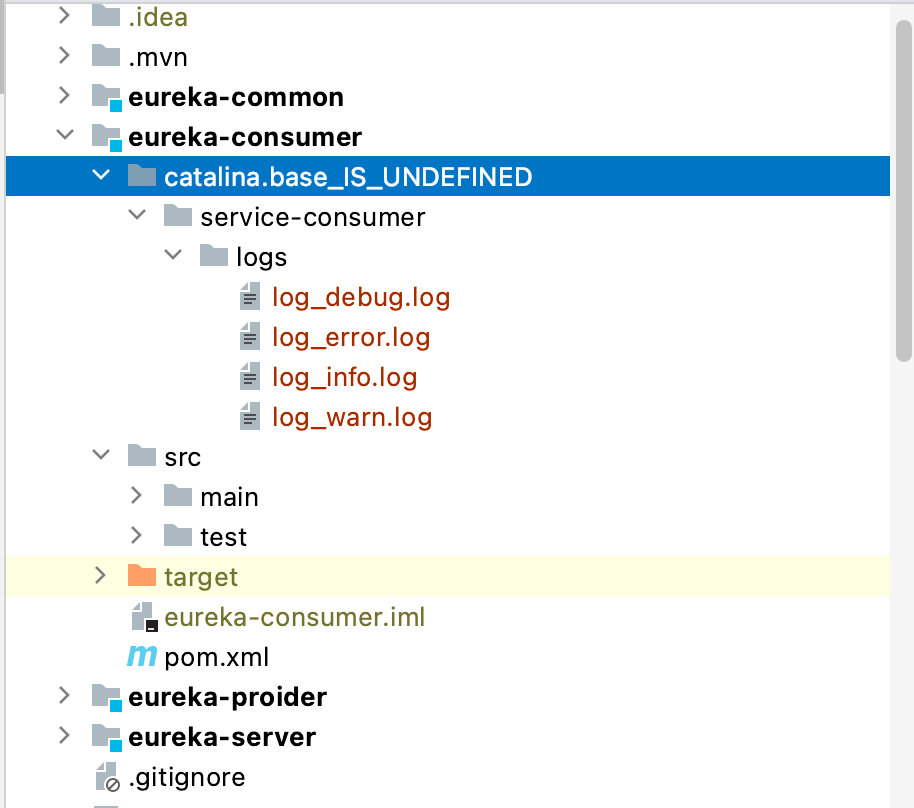 .idea
.mvn
eureka-common
eureka-consumer
catalina.base_IS_UNDEFINED
service-consumer
logs
log_debug.log
log_error.log
log_info.log
log_warn.log
src
main
test
target
eureka-consumer.iml
m pom.xml
eureka-proider
eureka-server
.gitignore